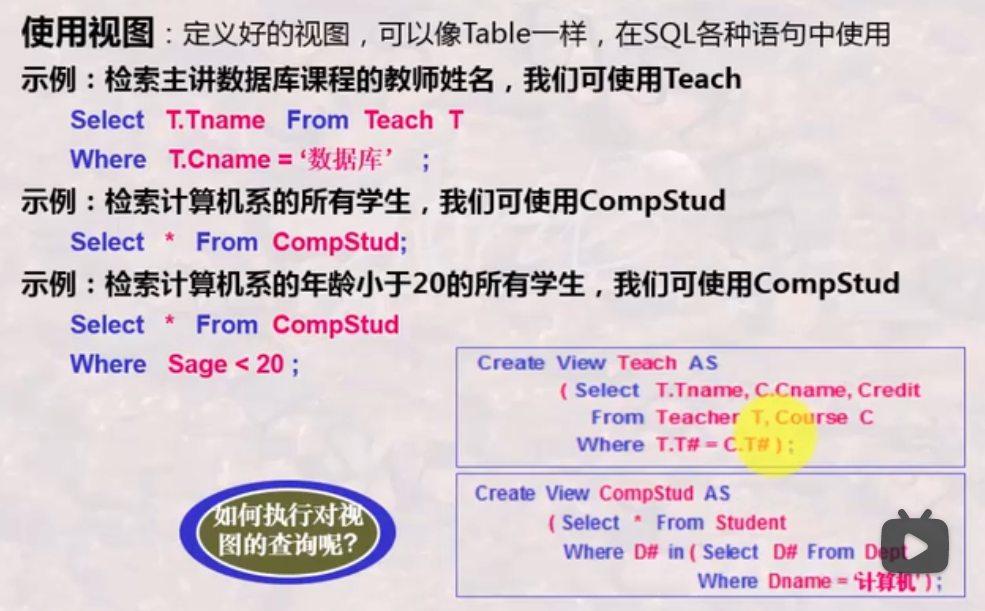 使用视图：定义好的视图，可以像Table一样，在SQL各种语句中使用
示例：检索主讲数据库课程的教师姓名，我们可使用Teach
Select T.Tname From Teach T
Where T.Cname = ‘数据库’ ;
示例：检索计算机系的所有学生，我们可使用CompStud
Select * From CompStud;
示例：检索计算机系的年龄小于20的所有学生，我们可使用CompStud
Select * From CompStud
Where Sage < 20 ;
Create View Teach AS
( Select T.Tname, C.Cname, Credit
From Teacher T, Course C
Where T.T# = C.T# ) ;
Create View CompStud AS
( Select * From Student
Where D# in ( Select D# From Dept
Where Dname = ‘计算机’ ) ;
如何执行对视
图的查询呢?